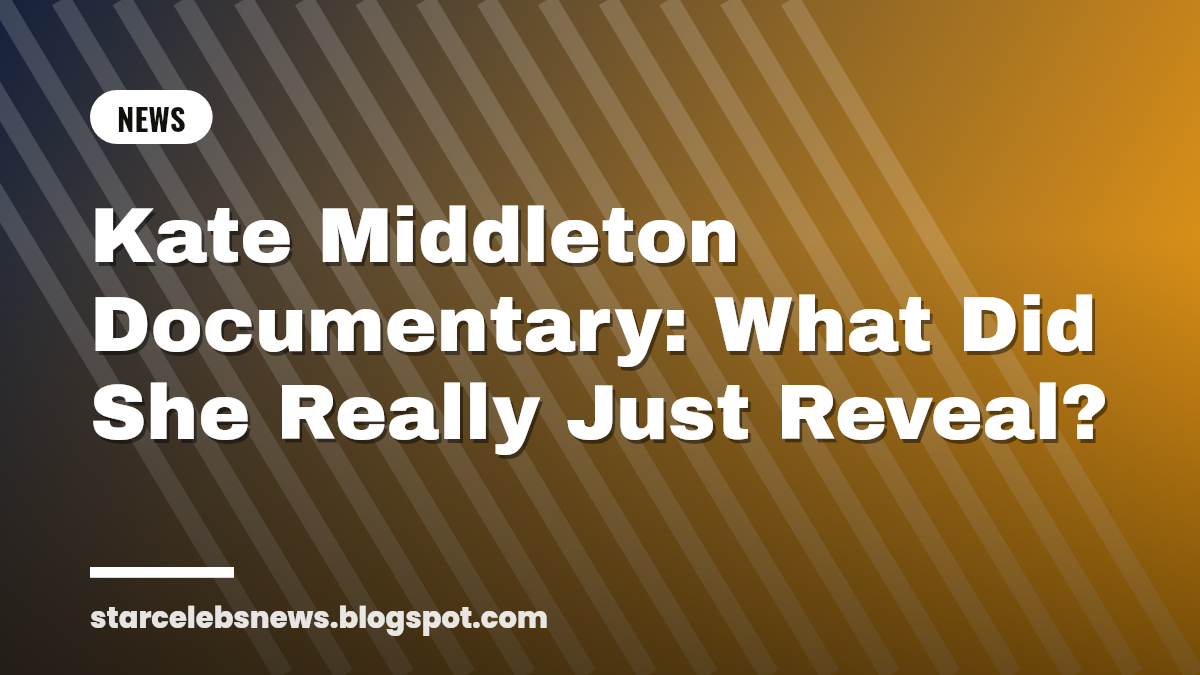 NEWS
Kate Middleton
Documentary: What Did
She Really Just Reveal?
starcelebsnews.blogspot.com